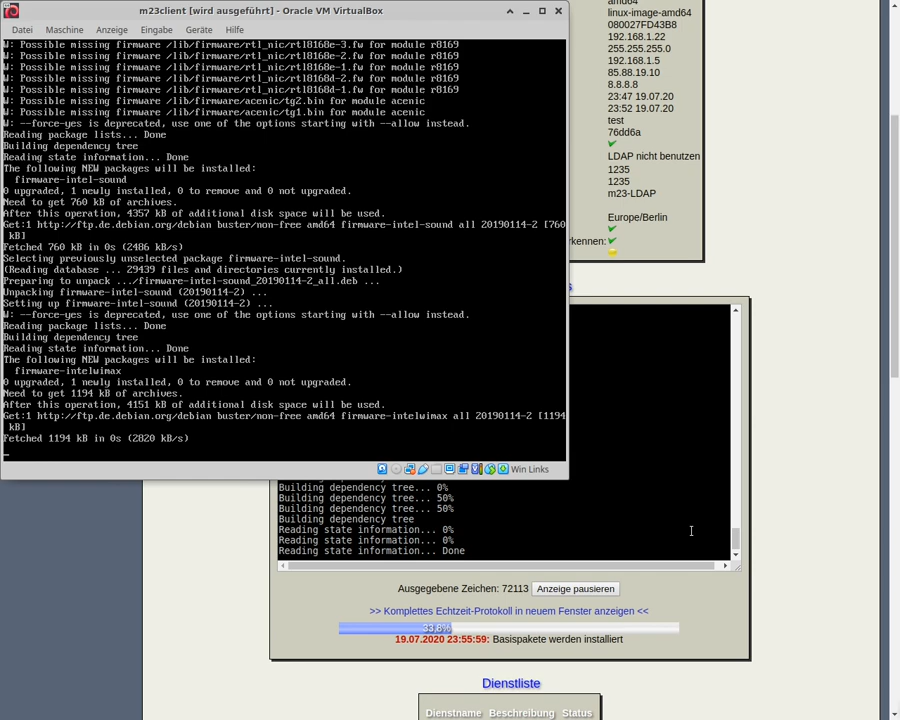 m23client [wird ausgeführt] - Oracle VM VirtualBox
Datei Maschine Anzeige Eingabe Geräte Hilfe
W: Possible missing firmware /lib/firmware/rtl_nic/rtl8168e-3.fw for module r8169
W: Possible missing firmware /lib/firmware/rtl_nic/rtl8168e-2.fw for module r8169
W: Possible missing firmware /lib/firmware/rtl_nic/rtl8168e-1.fw for module r8169
W: Possible missing firmware /lib/firmware/rtl_nic/rtl8168d-2.fw for module r8169
W: Possible missing firmware /lib/firmware/rtl_nic/rtl8168d-1.fw for module r8169
W: Possible missing firmware /lib/firmware/acenic/tg2.bin for module acenic
W: Possible missing firmware /lib/firmware/acenic/tg1.bin for module acenic
W: --force-yes is deprecated, use one of the options starting with --allow instead.
Reading package lists... Done
Building dependency tree
Reading state information... Done
The following NEW packages will be installed:
firmware-intel-sound
0 upgraded, 1 newly installed, 0 to remove and 0 not upgraded.
Need to get 760 kB of archives.
After this operation, 4357 kB of additional disk space will be used.
Get:1 http://ftp.de.debian.org/debian buster/non-free amd64 firmware-intel-sound all 20190114-2 [760
kB]
Fetched 760 kB in 0s (2486 kB/s)
Selecting previously unselected package firmware-intel-sound.
(Reading database ... 29439 files and directories currently installed.)
Preparing to unpack .../firmware-intel-sound_20190114-2_all.deb ...
Unpacking firmware-intel-sound (20190114-2) ...
Setting up firmware-intel-sound (20190114-2) ...
W: --force-yes is deprecated, use one of the options starting with --allow instead.
Reading package lists... Done
Building dependency tree
Reading state information... Done
The following NEW packages will be installed:
firmware-intelwimax
0 upgraded, 1 newly installed, 0 to remove and 0 not upgraded.
Need to get 1194 kB of archives.
After this operation, 4151 kB of additional disk space will be used.
Get:1 http://ftp.de.debian.org/debian buster/non-free amd64 firmware-intelwimax all 20190114-2 [1194
kB]
Fetched 1194 kB in 0s (2820 kB/s)
Win Links
linux-image-amd64
080027FD43B8
192.168.1.22
255.255.255.0
192.168.1.5
85.88.19.10
8.8.8.8
23:47 19.07.20
23:52 19.07.20
test
76dd6a
LDAP nicht benutzen
1235
1235
m23-LDAP
Europe/Berlin
rkennen:
Building dependency tree... 0%
Building dependency tree... 50%
Building dependency tree... 50%
Building dependency tree
Reading state information... 0%
Reading state information... 0%
Reading state information... Done
Ausgegebene Zeichen: 72113 Anzeige pausieren
>> Komplettes Echtzeit-Protokoll in neuem Fenster anzeigen <<
33,8%
19.07.2020 23:55:59: Basispakete werden installiert
Dienstliste
Dienstname Beschreibung Status